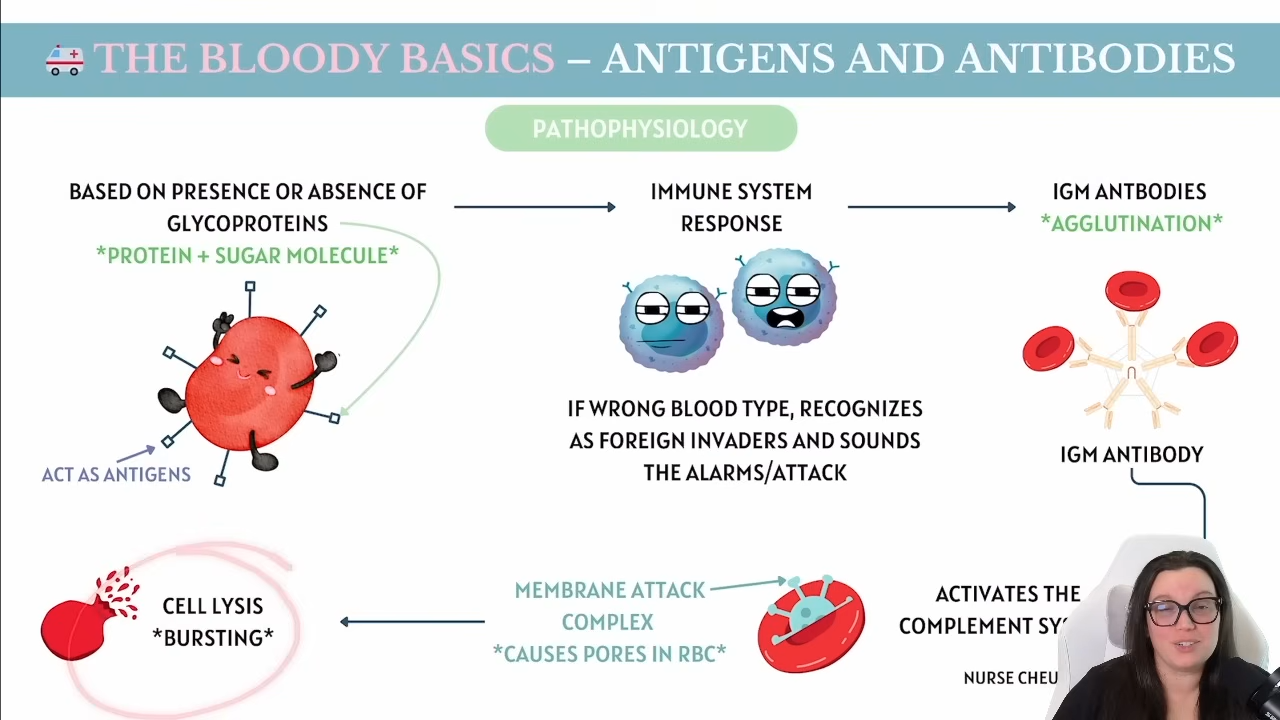 THE BLOODY BASICS – ANTIGENS AND ANTIBODIES
PATHOPHYSIOLOGY
BASED ON PRESENCE OR ABSENCE OF
GLYCOPROTEINS
*PROTEIN + SUGAR MOLECULE*
ACT AS ANTIGENS
IMMUNE SYSTEM
RESPONSE
IF WRONG BLOOD TYPE, RECOGNIZES
AS FOREIGN INVADERS AND SOUNDS
THE ALARMS/ATTACK
IGM ANTBODIES
*AGGLUTINATION*
IGM ANTIBODY
ACTIVATES THE
COMPLEMENT
NURSE
MEMBRANE ATTACK
COMPLEX
*CAUSES PORES IN RBC*
CELL LYSIS
*BURSTING*